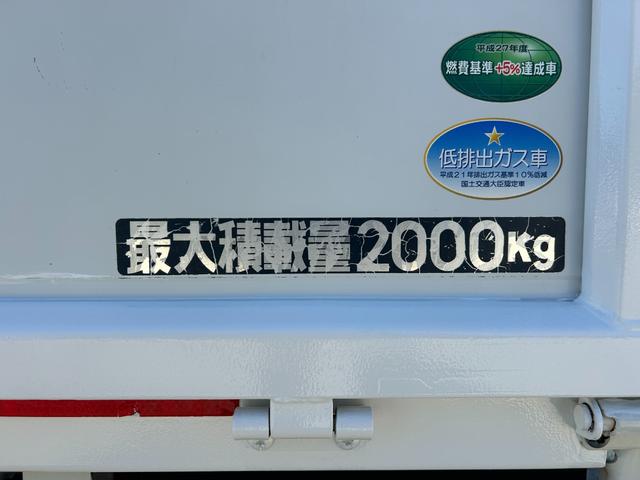 平成27年度
燃費基準+5%達成車
低排出ガス車
平成21年排出ガス基準10%低減
国土交通大臣認定車
最大積載量2000Kg